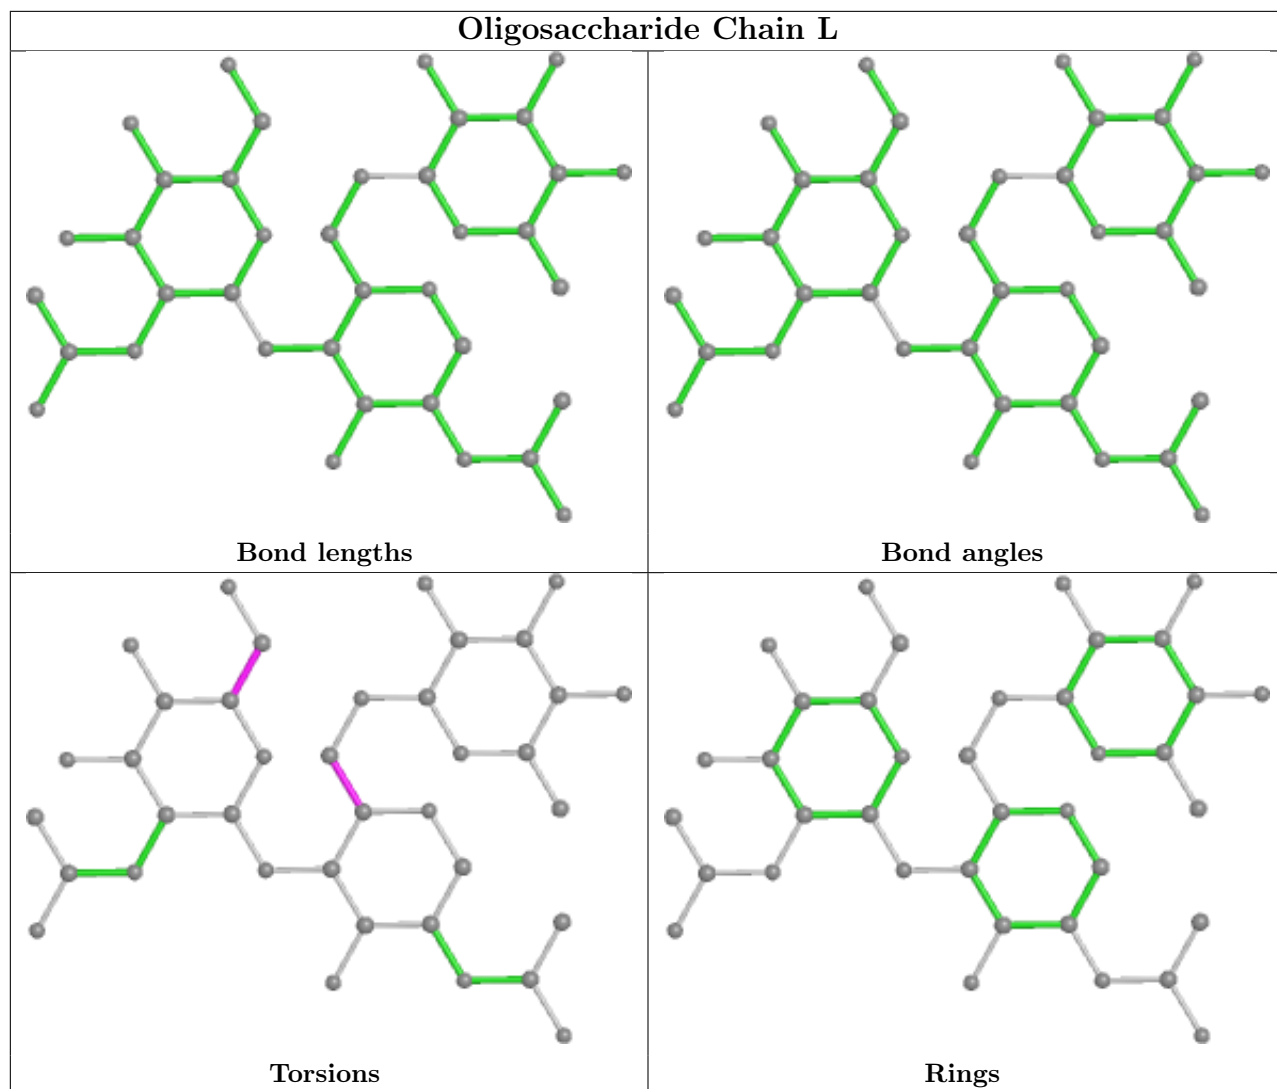 Oligosaccharide Chain L
Bond lengths
Bond angles
Torsions
Rings